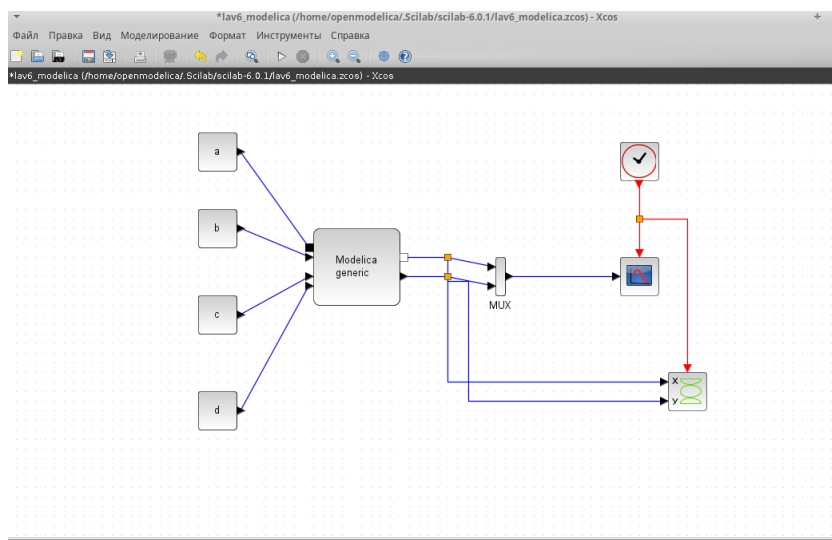 *lav6_modelica (/home/openmodelica/.Scilab/scilab-6.0.1/lav6_modelica.zcos) - Xcos
Файл Правка Вид Моделирование Формат Инструменты Справка
*lav6_modelica (/home/openmodelica/.Scilab/scilab-6.0.1/lav6_modelica.zcos) - Xcos
a
b
Modelica
generic
MUX
c
X
y
d